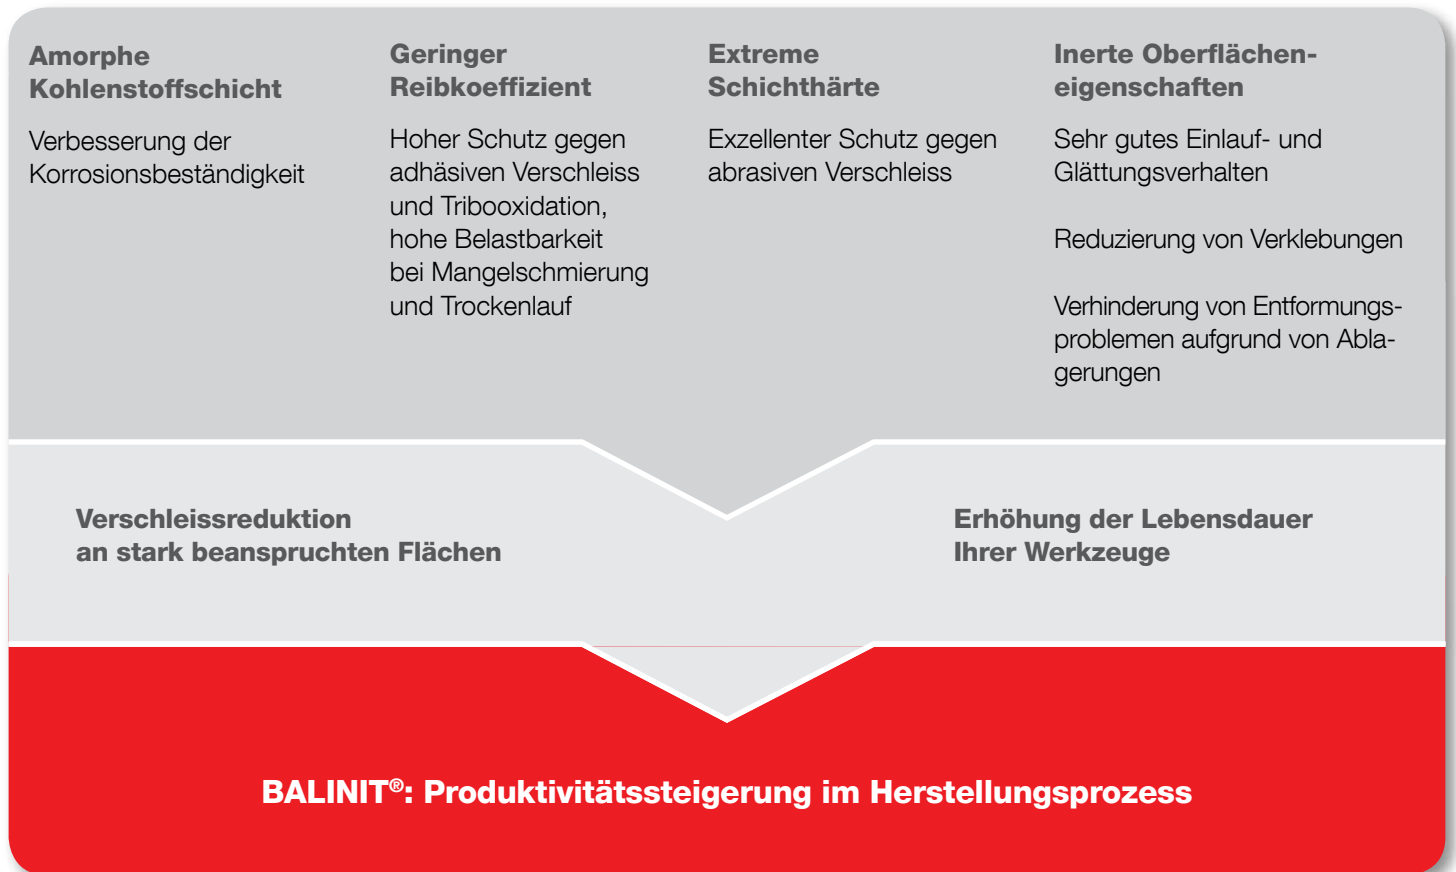 Amorphe
Kohlenstoffschicht
Verbesserung der
Korrosionsbeständigkeit
Geringer
Reibkoeffizient
Hoher Schutz gegen
adhäsiven Verschleiss
und Tribooxidation,
hohe Belastbarkeit
bei Mangelschmierung
und Trockenlauf
Extreme
Schichthärte
Exzellenter Schutz gegen
abrasiven Verschleiss
Inerte Oberflächen-
eigenschaften
Sehr gutes Einlauf- und
Glättungsverhalten
Reduzierung von Verklebungen
Verhinderung von Entformungs-
problemen aufgrund von Abla-
gerungen
Verschleissreduktion
an stark beanspruchten Flächen
Erhöhung der Lebensdauer
Ihrer Werkzeuge
BALINIT®: Produktivitätssteigerung im Herstellungsprozess